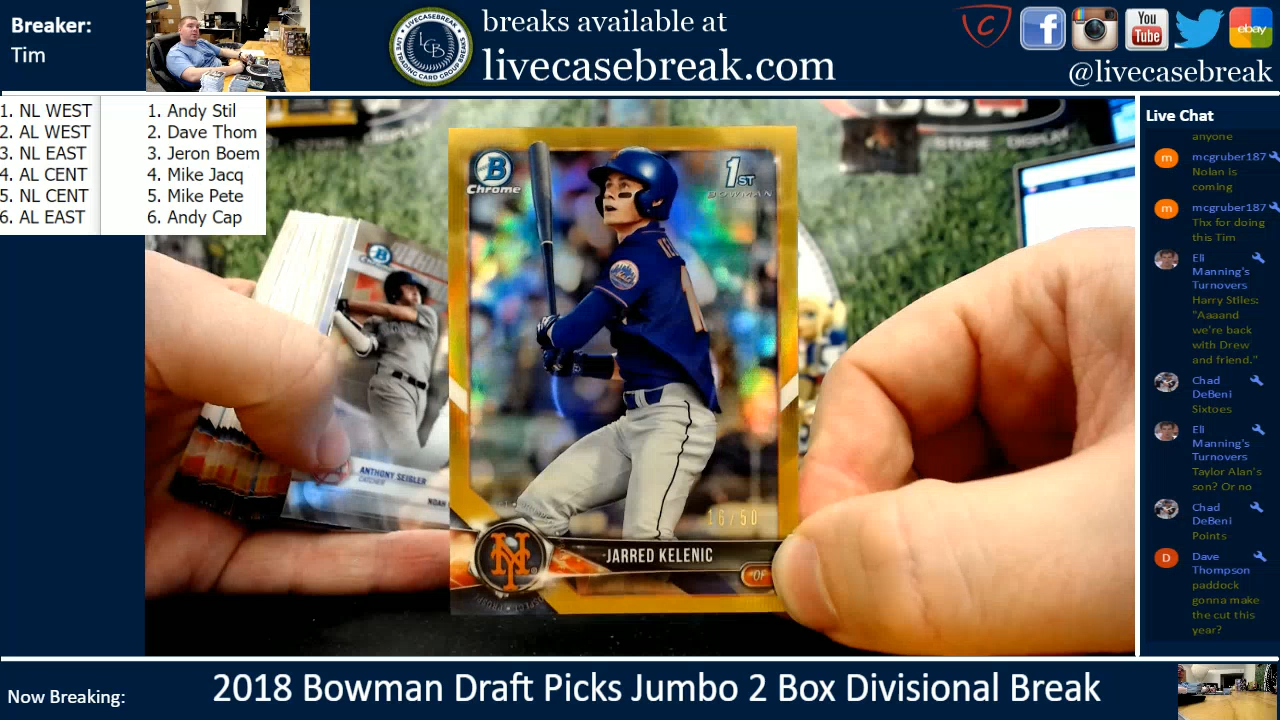 Breaker:
Tim
breaks available at
livecasebreak.com
LCB
You
Tube
ebay
@livecasebreak
1. NL WEST
2. AL WEST
3. NL EAST
4. AL CENT
5. NL CENT
6. AL EAST
1. Andy Stil
2. Dave Thom
3. Jeron Boem
4. Mike Jacq
5. Mike Pete
6. Andy Cap
B
Chrome
1ST
BOWMAN
16/50
JARRED KELENIC
OF
ANTHONY SEIGLER
CATCHER
NOAH
Live Chat
anyone
mcgruber187
Nolan is
coming
mcgruber187
Thx for doing
this Tim
Eli
Manning's
Turnovers
Harry Stiles:
"Aaaand
we're back
with Drew
and friend."
Chad
DeBeni
Sixtoes
Eli
Manning's
Turnovers
Taylor Alan's
son? Or no
Chad
DeBeni
Points
Dave
Thompson
paddock
gonna make
the cut this
year?
Now Breaking:
2018 Bowman Draft Picks Jumbo 2 Box Divisional Break